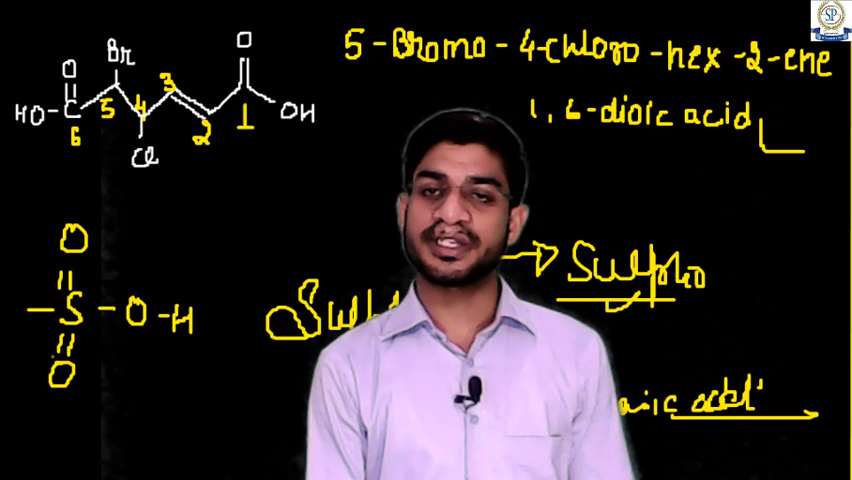 5-Bromo-4-chloro-hex-2-ene
1,6-dioic acid
Br
O
O
HO-C
OH
6
5
4
3
2
1
Cl
O
-S-O-H
O
Sulpho
acid
SP